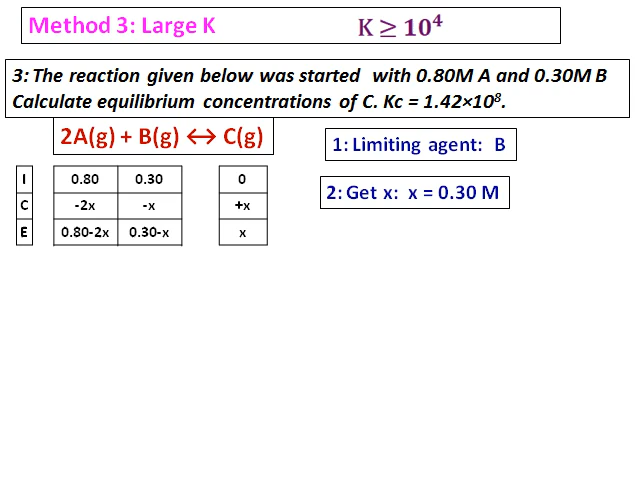 Method 3: Large K K ≥ 10⁴
3: The reaction given below was started with 0.80M A and 0.30M B
Calculate equilibrium concentrations of C. Kc = 1.42×10⁸.
2A(g) + B(g) ↔ C(g)
1: Limiting agent: B
I 0.80 0.30 0
C -2x -x +x
E 0.80-2x 0.30-x x
2: Get x: x = 0.30 M